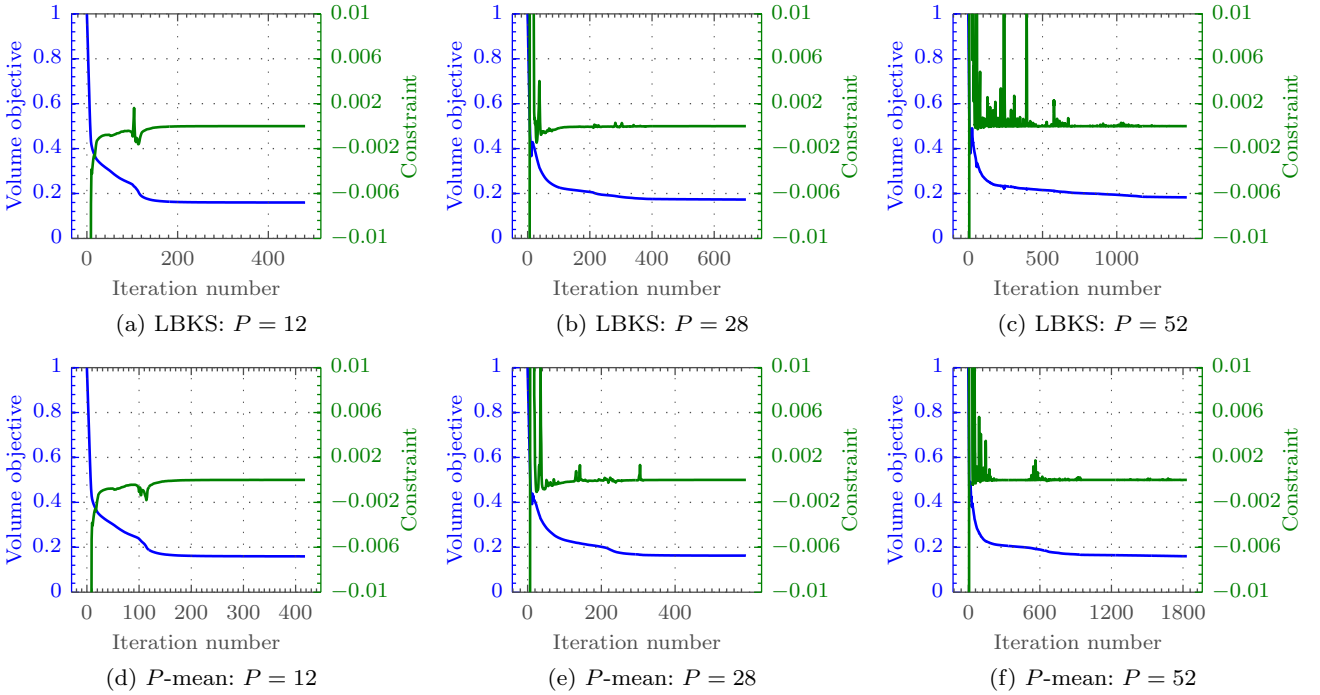 1
0.8
0.6
0.4
0.2
0
Volume objective
0.01
0.006
0.002
−0.002
−0.006
−0.01
Constraint
0 200 400
Iteration number
(a) LBKS: P = 12
1
0.8
0.6
0.4
0.2
0
Volume objective
0.01
0.006
0.002
−0.002
−0.006
−0.01
Constraint
0 200 400 600
Iteration number
(b) LBKS: P = 28
1
0.8
0.6
0.4
0.2
0
Volume objective
0.01
0.006
0.002
−0.002
−0.006
−0.01
Constraint
0 500 1000
Iteration number
(c) LBKS: P = 52
1
0.8
0.6
0.4
0.2
0
Volume objective
0.01
0.006
0.002
−0.002
−0.006
−0.01
Constraint
0 100 200 300 400
Iteration number
(d) P-mean: P = 12
1
0.8
0.6
0.4
0.2
0
Volume objective
0.01
0.006
0.002
−0.002
−0.006
−0.01
Constraint
0 200 400
Iteration number
(e) P-mean: P = 28
1
0.8
0.6
0.4
0.2
0
Volume objective
0.01
0.006
0.002
−0.002
−0.006
−0.01
Constraint
0 600 1200 1800
Iteration number
(f) P-mean: P = 52